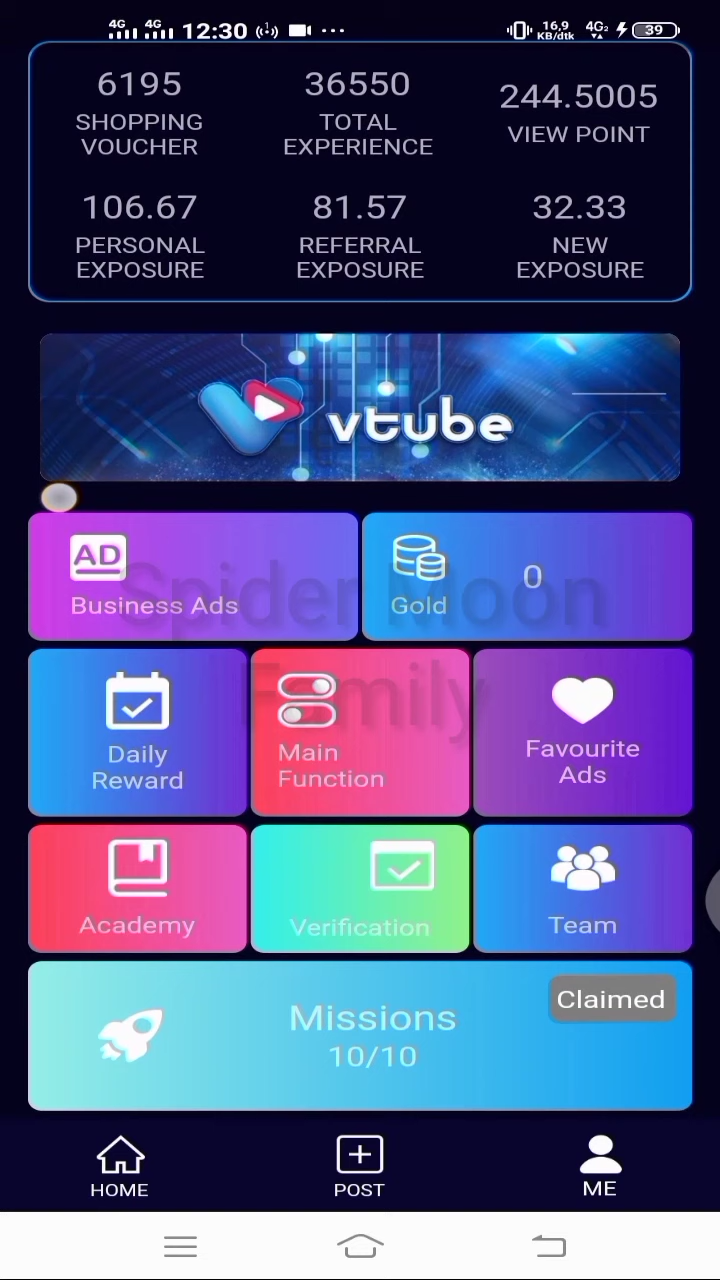 4G 4G 12:30 16,9 KB/dtk 4G2 39
6195 36550 244.5005
SHOPPING VOUCHER
TOTAL EXPERIENCE
VIEW POINT
106.67 81.57 32.33
PERSONAL EXPOSURE
REFERRAL EXPOSURE
NEW EXPOSURE
vtube
AD
Business Ads
Gold
0
Spider Moon
Family
Daily
Reward
Main
Function
Favourite
Ads
Academy
Verification
Team
Claimed
Missions
10/10
HOME
POST
ME